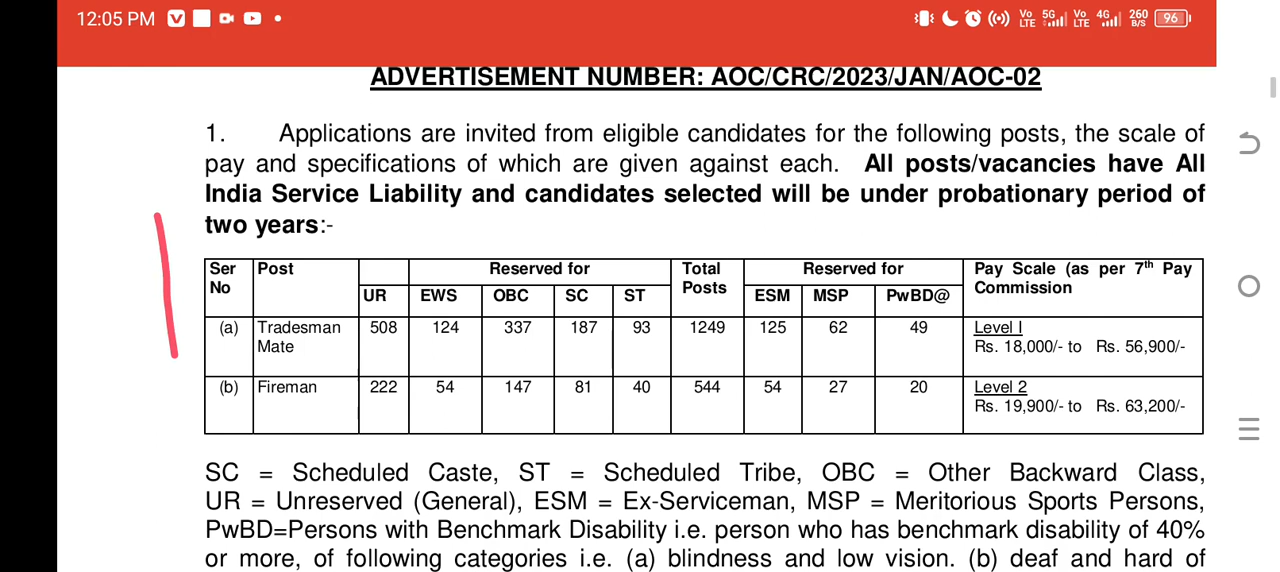 12:05 PM
Vo LTE 5G Vo LTE 4G 260 B/S 96
ADVERTISEMENT NUMBER: AOC/CRC/2023/JAN/AOC-02
1. Applications are invited from eligible candidates for the following posts, the scale of
pay and specifications of which are given against each. All posts/vacancies have All
India Service Liability and candidates selected will be under probationary period of
two years:-
Ser No Post Reserved for Total Posts Reserved for Pay Scale (as per 7th Pay Commission
UR EWS OBC SC ST ESM MSP PwBD@
(a) Tradesman Mate 508 124 337 187 93 1249 125 62 49 Level I Rs. 18,000/- to Rs. 56,900/-
(b) Fireman 222 54 147 81 40 544 54 27 20 Level 2 Rs. 19,900/- to Rs. 63,200/-
SC = Scheduled Caste, ST = Scheduled Tribe, OBC = Other Backward Class,
UR = Unreserved (General), ESM = Ex-Serviceman, MSP = Meritorious Sports Persons,
PwBD=Persons with Benchmark Disability i.e. person who has benchmark disability of 40%
or more, of following categories i.e. (a) blindness and low vision. (b) deaf and hard of